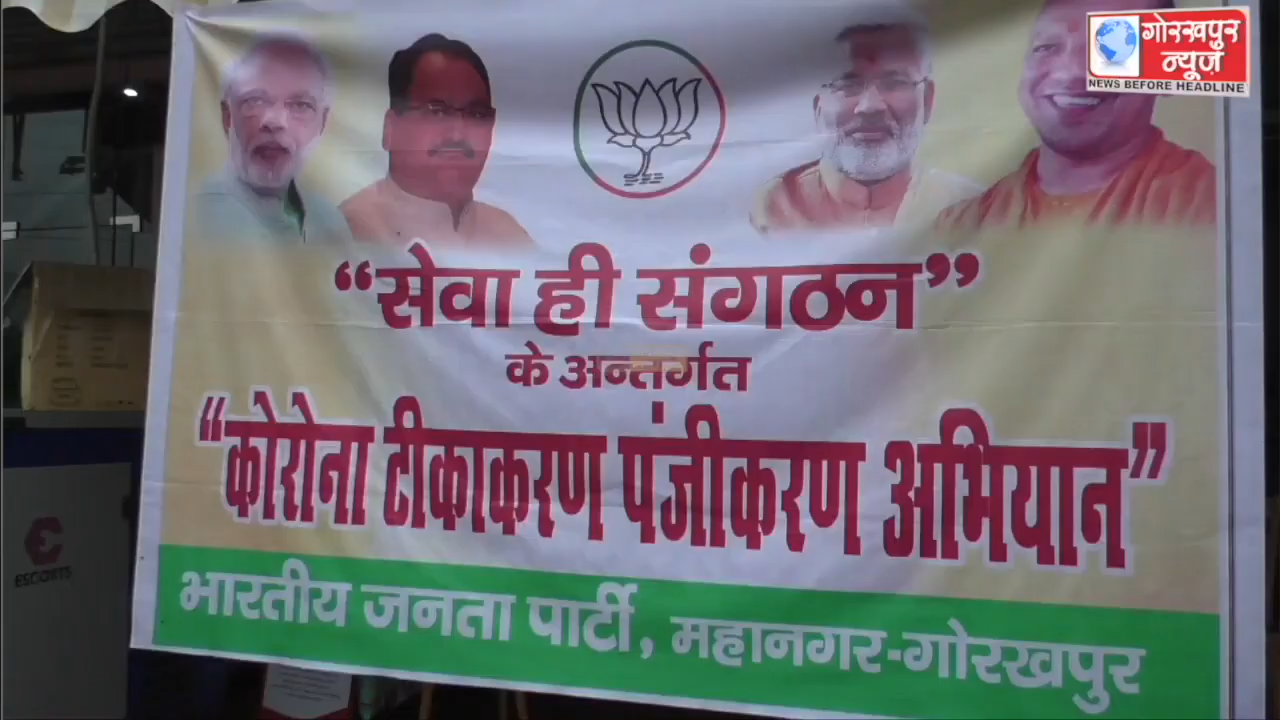 गोरखपुर
न्यूज़
NEWS BEFORE HEADLINE
“सेवा ही संगठन”
के अन्तर्गत
“कोरोना टीकाकरण पंजीकरण अभियान”
भारतीय जनता पार्टी, महानगर-गोरखपुर
ESCORTS